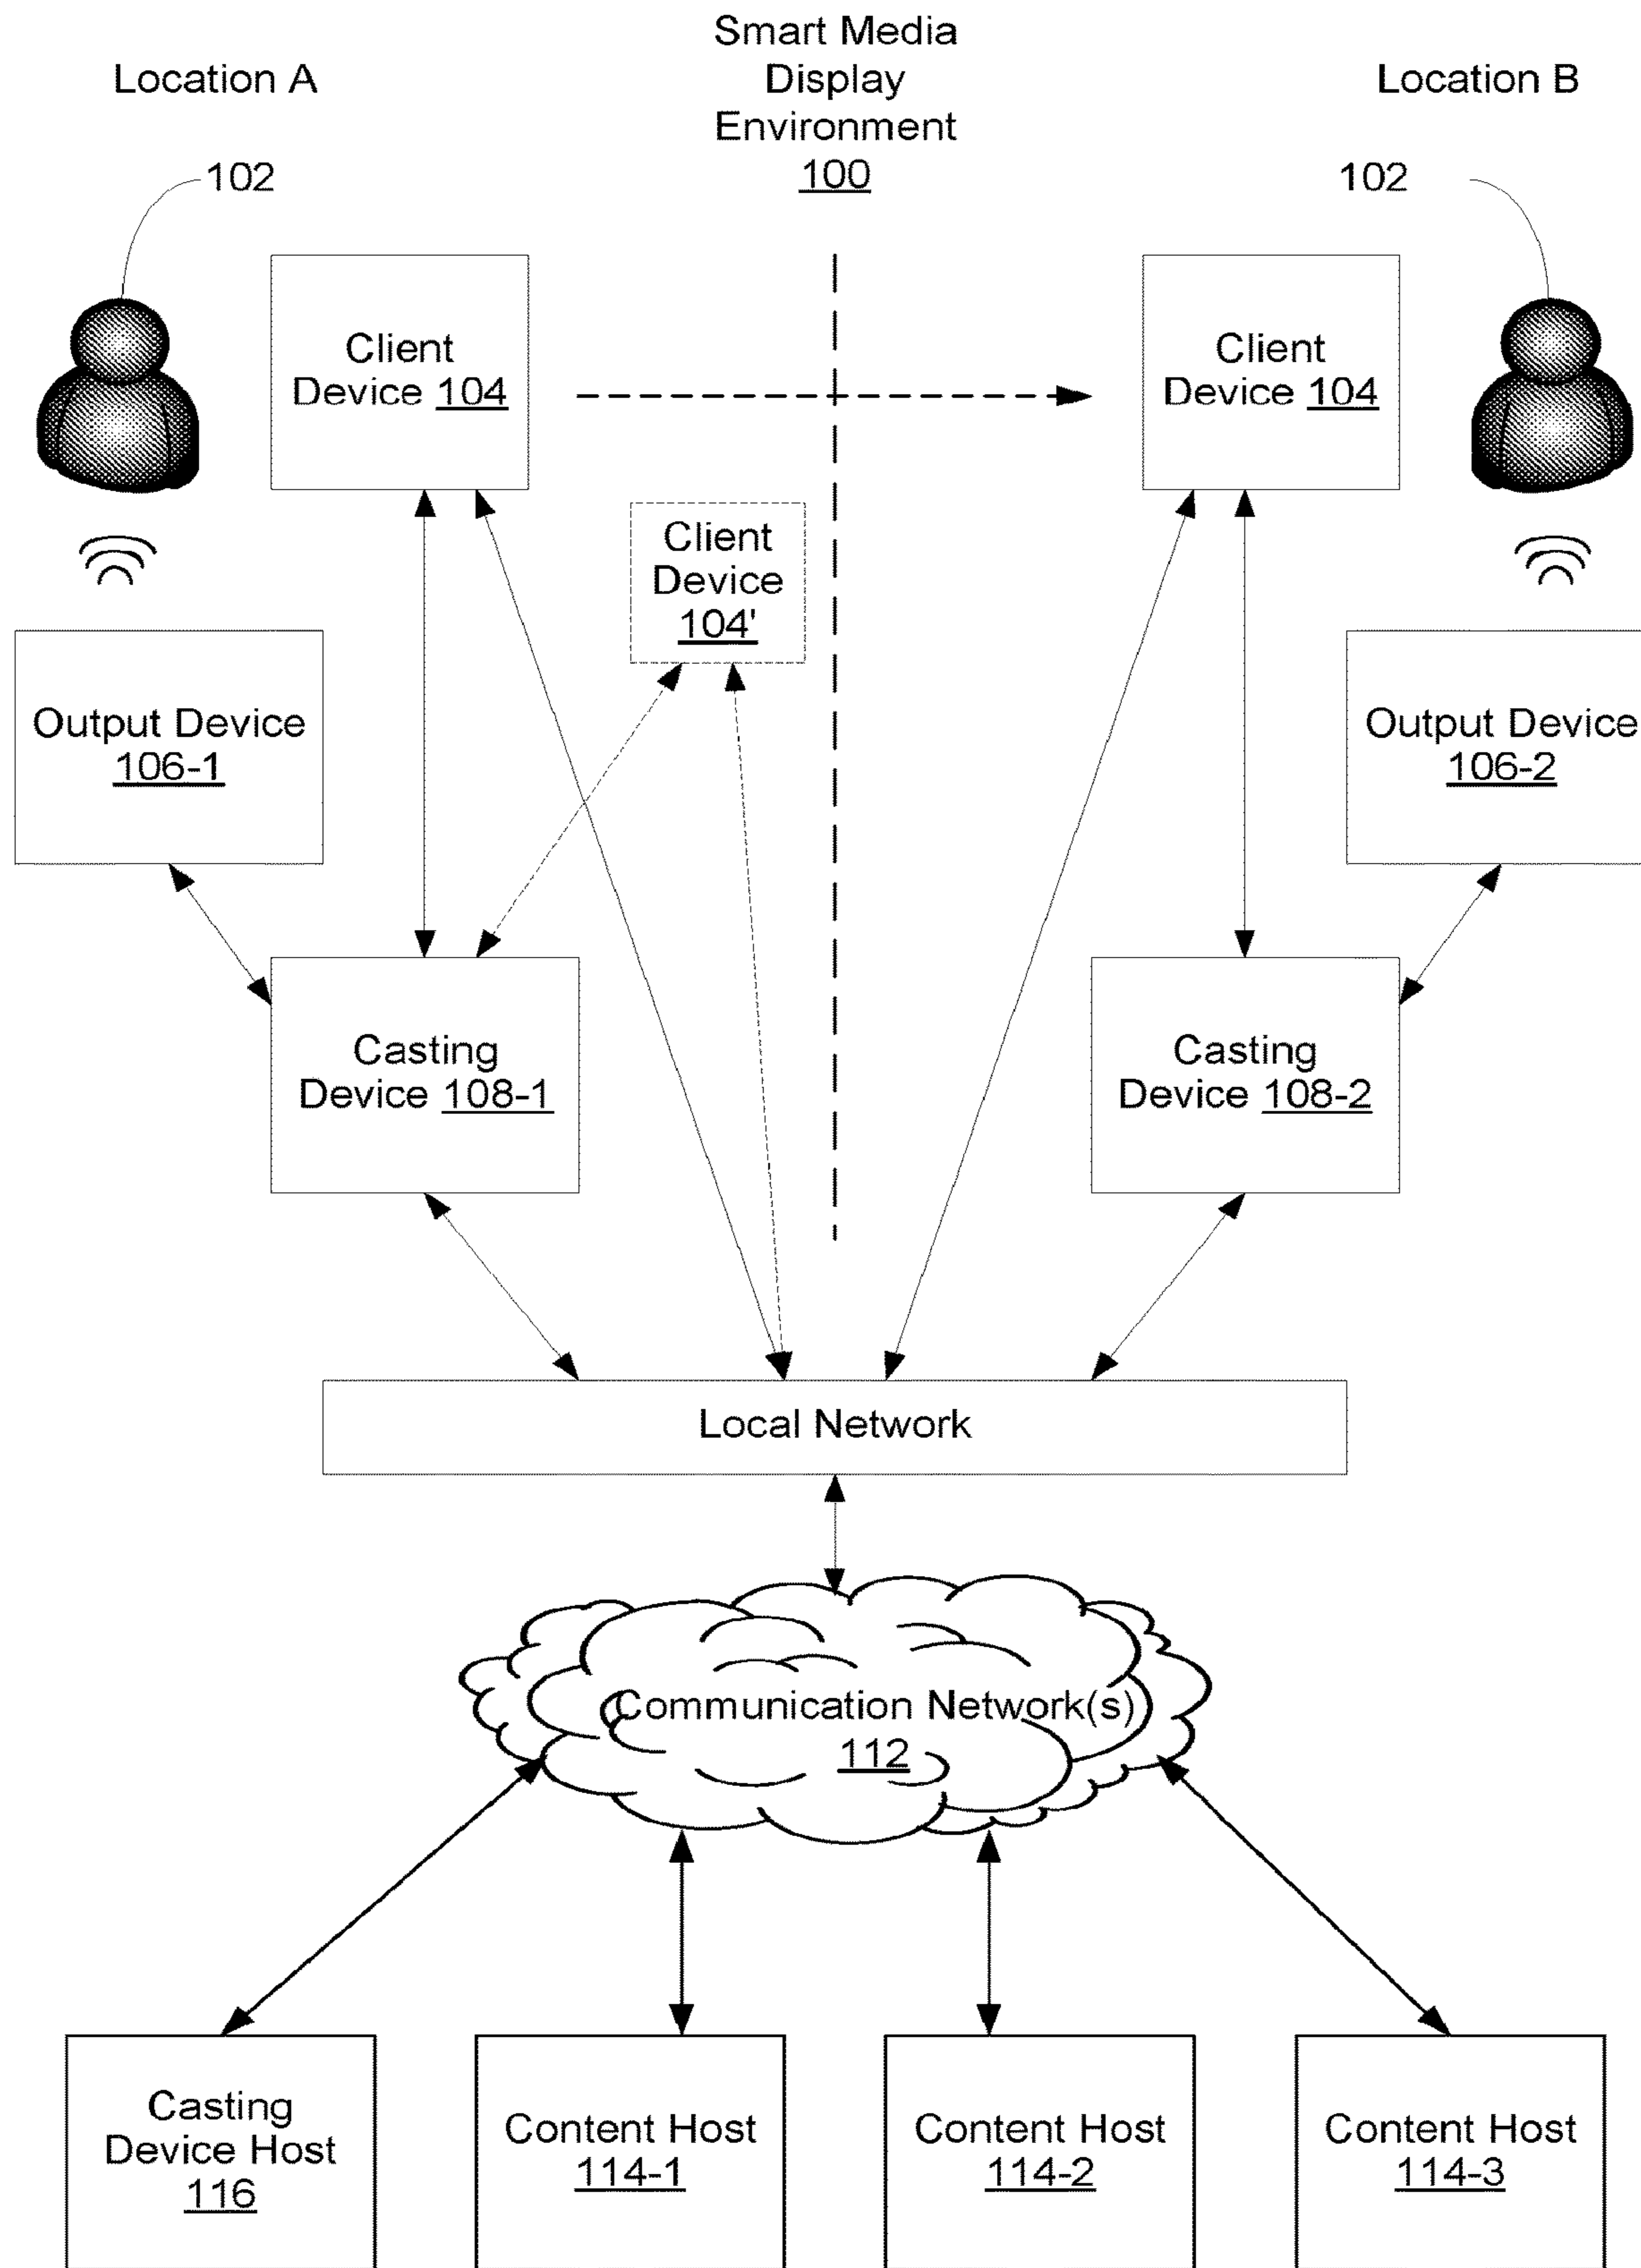 Smart Media
Display
Environment
100
Location A
Location B
102
102
Client
Device 104
Client
Device 104
Client
Device
104'
Output Device
106-1
Output Device
106-2
Casting
Device 108-1
Casting
Device 108-2
Local Network
Communication Network(s)
112
Casting
Device Host
116
Content Host
114-1
Content Host
114-2
Content Host
114-3